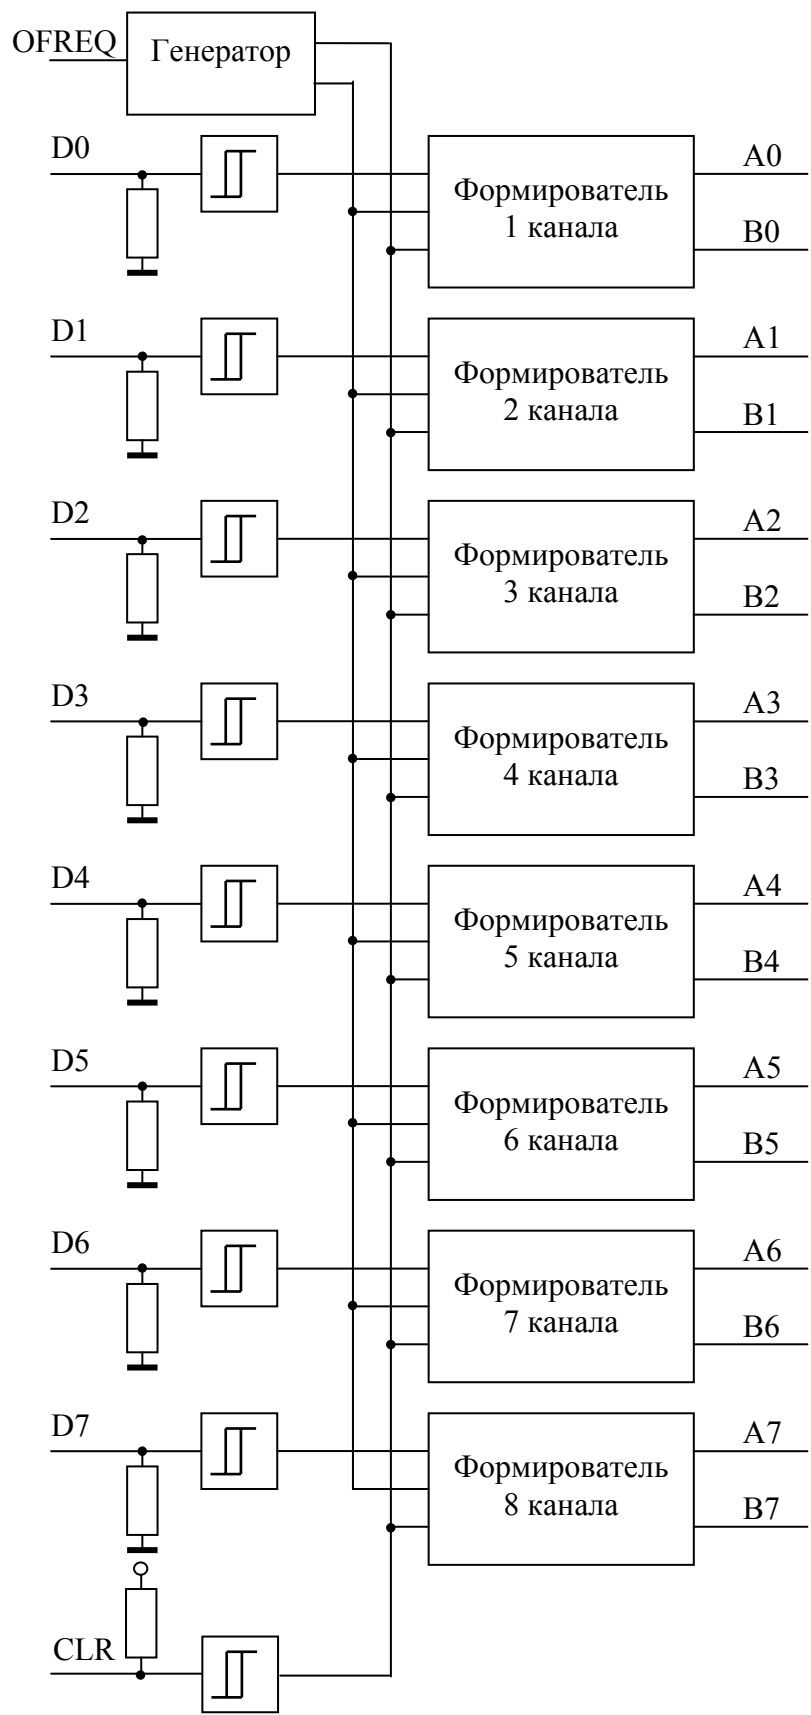 OFREQ
Генератор
D0
Формирователь
1 канала
A0
B0
D1
Формирователь
2 канала
A1
B1
D2
Формирователь
3 канала
A2
B2
D3
Формирователь
4 канала
A3
B3
D4
Формирователь
5 канала
A4
B4
D5
Формирователь
6 канала
A5
B5
D6
Формирователь
7 канала
A6
B6
D7
Формирователь
8 канала
A7
B7
CLR